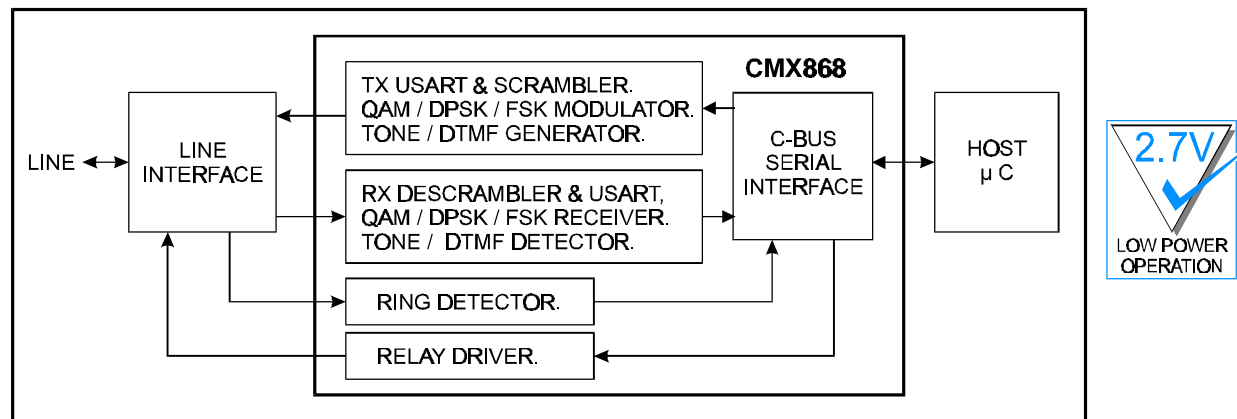 CMX868
TX USART & SCRAMBLER.
QAM / DPSK / FSK MODULATOR.
TONE / DTMF GENERATOR.
LINE
LINE
INTERFACE
C-BUS
SERIAL
INTERFACE
HOST
µ C
RX DESCRAMBLER & USART,
QAM / DPSK / FSK RECEIVER.
TONE / DTMF DETECTOR.
RING DETECTOR.
RELAY DRIVER.
2.7V
LOW POWER
OPERATION